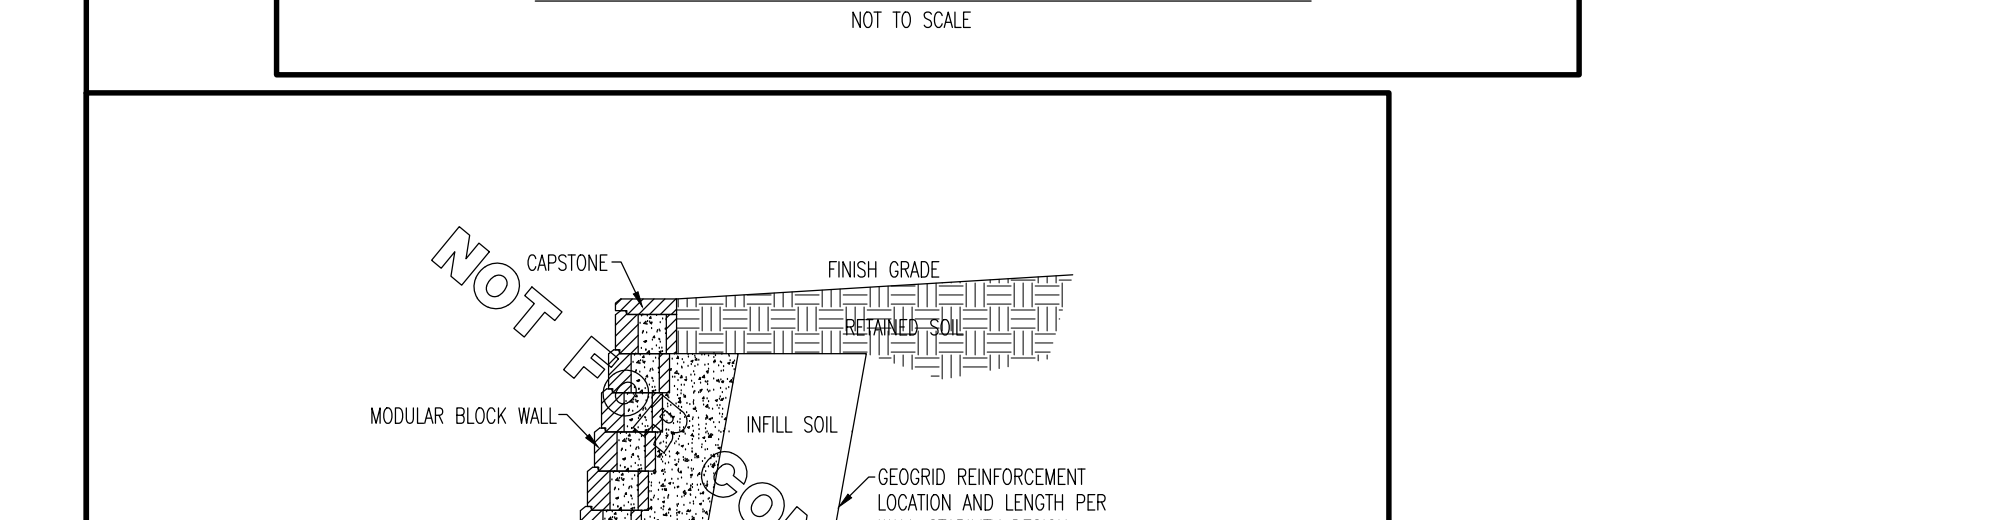 NOT TO SCALE
CAPSTONE
FINISH GRADE
RETAINED SOIL
NOT FOR
MODULAR BLOCK WALL
INFILL SOIL
GEOGRID REINFORCEMENT
LOCATION AND LENGTH PER